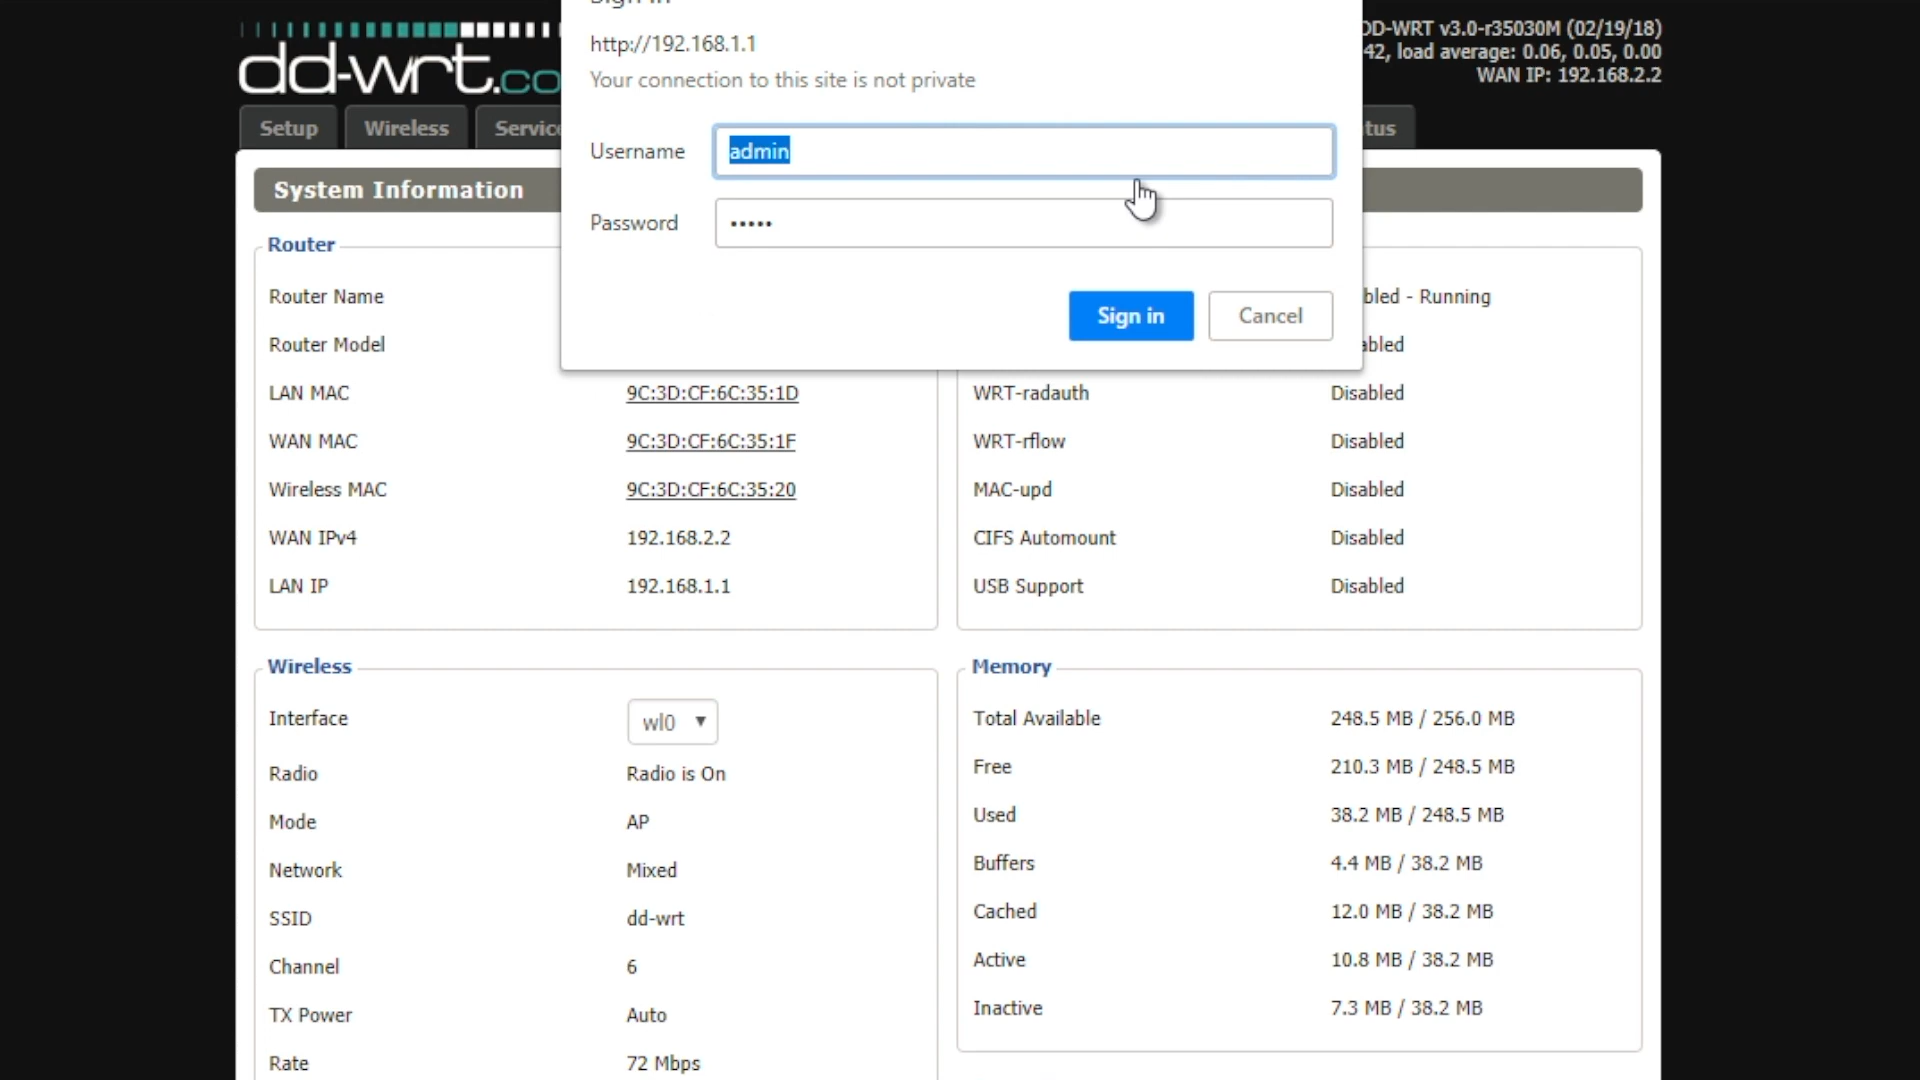 http://192.168.1.1
Your connection to this site is not private
Username admin
Password •••••
Sign in Cancel
dd-wrt.co
DD-WRT v3.0-r35030M (02/19/18)
42, load average: 0.06, 0.05, 0.00
WAN IP: 192.168.2.2
Setup Wireless Service tus
System Information
Router
Router Name
Router Model
LAN MAC 9C:3D:CF:6C:35:1D
WAN MAC 9C:3D:CF:6C:35:1F
Wireless MAC 9C:3D:CF:6C:35:20
WAN IPv4 192.168.2.2
LAN IP 192.168.1.1
bled - Running
abled
WRT-radauth Disabled
WRT-rflow Disabled
MAC-upd Disabled
CIFS Automount Disabled
USB Support Disabled
Wireless
Interface wl0
Radio Radio is On
Mode AP
Network Mixed
SSID dd-wrt
Channel 6
TX Power Auto
Rate 72 Mbps
Memory
Total Available 248.5 MB / 256.0 MB
Free 210.3 MB / 248.5 MB
Used 38.2 MB / 248.5 MB
Buffers 4.4 MB / 38.2 MB
Cached 12.0 MB / 38.2 MB
Active 10.8 MB / 38.2 MB
Inactive 7.3 MB / 38.2 MB